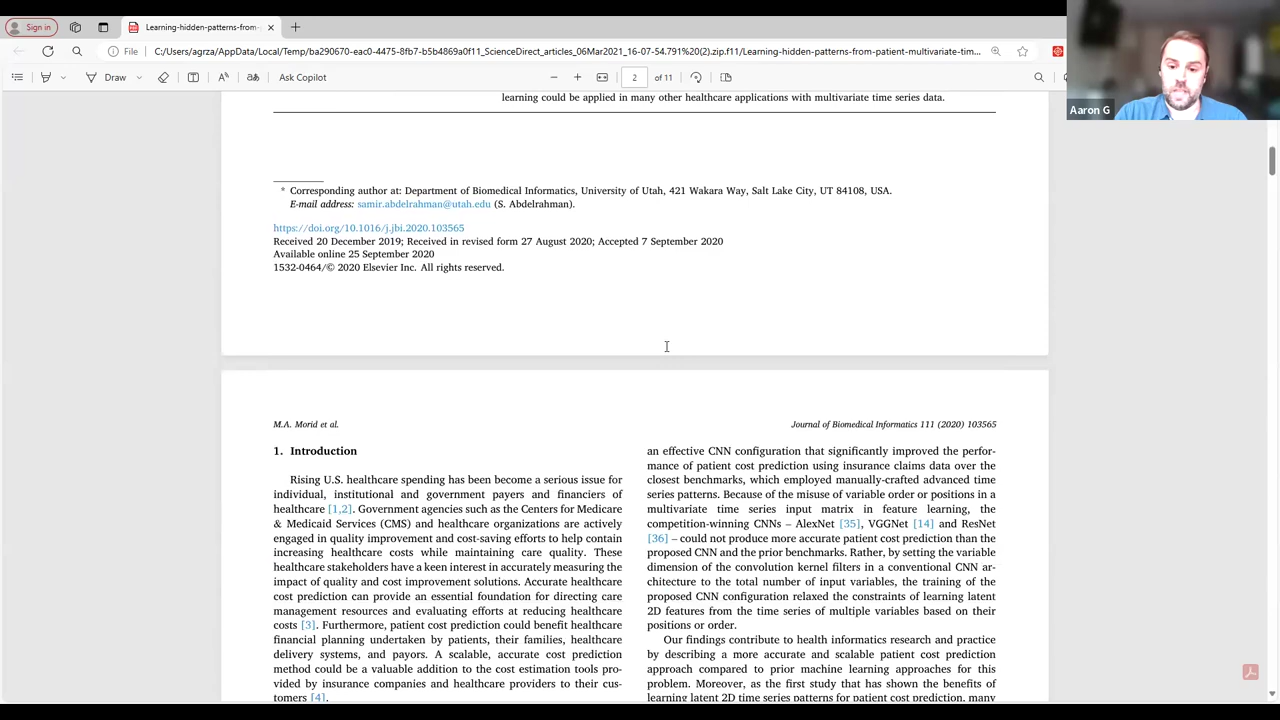 Sign in
Learning-hidden-patterns-from-
File
C:/Users/agrza/AppData/Local/Temp/ba290670-eac0-4475-8fb7-b5b4869a0f11_ScienceDirect_articles_06Mar2021_16-07-54.791%20(2).zip.f11/Learning-hidden-patterns-from-patient-multivariate-tim...
Draw
Ask Copilot
2 of 11
Aaron G
learning could be applied in many other healthcare applications with multivariate time series data.
* Corresponding author at: Department of Biomedical Informatics, University of Utah, 421 Wakara Way, Salt Lake City, UT 84108, USA.
E-mail address: samir.abdelrahman@utah.edu (S. Abdelrahman).
https://doi.org/10.1016/j.jbi.2020.103565
Received 20 December 2019; Received in revised form 27 August 2020; Accepted 7 September 2020
Available online 25 September 2020
1532-0464/© 2020 Elsevier Inc. All rights reserved.
M.A. Morid et al.
Journal of Biomedical Informatics 111 (2020) 103565
1. Introduction
Rising U.S. healthcare spending has been become a serious issue for
individual, institutional and government payers and financiers of
healthcare [1,2]. Government agencies such as the Centers for Medicare
& Medicaid Services (CMS) and healthcare organizations are actively
engaged in quality improvement and cost-saving efforts to help contain
increasing healthcare costs while maintaining care quality. These
healthcare stakeholders have a keen interest in accurately measuring the
impact of quality and cost improvement solutions. Accurate healthcare
cost prediction can provide an essential foundation for directing care
management resources and evaluating efforts at reducing healthcare
costs [3]. Furthermore, patient cost prediction could benefit healthcare
financial planning undertaken by patients, their families, healthcare
delivery systems, and payors. A scalable, accurate cost prediction
method could be a valuable addition to the cost estimation tools pro-
vided by insurance companies and healthcare providers to their cus-
tomers [4].
an effective CNN configuration that significantly improved the perfor-
mance of patient cost prediction using insurance claims data over the
closest benchmarks, which employed manually-crafted advanced time
series patterns. Because of the misuse of variable order or positions in a
multivariate time series input matrix in feature learning, the
competition-winning CNNs – AlexNet [35], VGGNet [14] and ResNet
[36] – could not produce more accurate patient cost prediction than the
proposed CNN and the prior benchmarks. Rather, by setting the variable
dimension of the convolution kernel filters in a conventional CNN ar-
chitecture to the total number of input variables, the training of the
proposed CNN configuration relaxed the constraints of learning latent
2D features from the time series of multiple variables based on their
positions or order.
Our findings contribute to health informatics research and practice
by describing a more accurate and scalable patient cost prediction
approach compared to prior machine learning approaches for this
problem. Moreover, as the first study that has shown the benefits of
learning latent 2D time series patterns for patient cost prediction, many